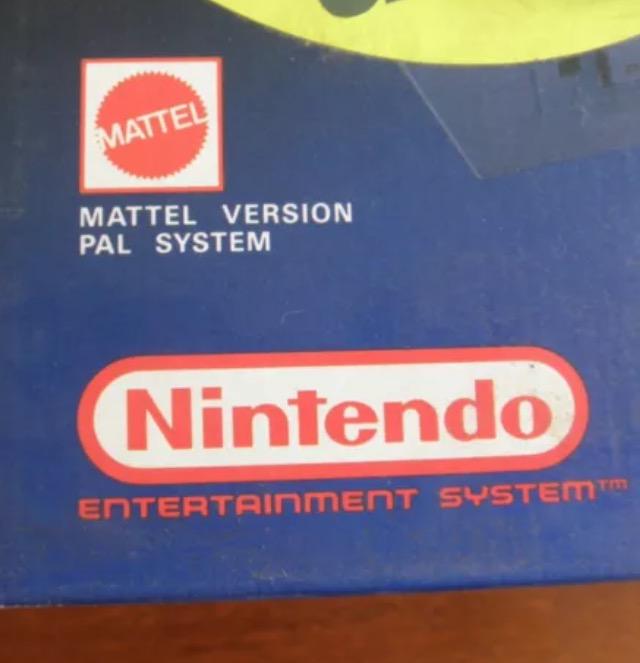 MATTEL
MATTEL VERSION
PAL SYSTEM
Nintendo
ENTERTAINMENT SYSTEM™